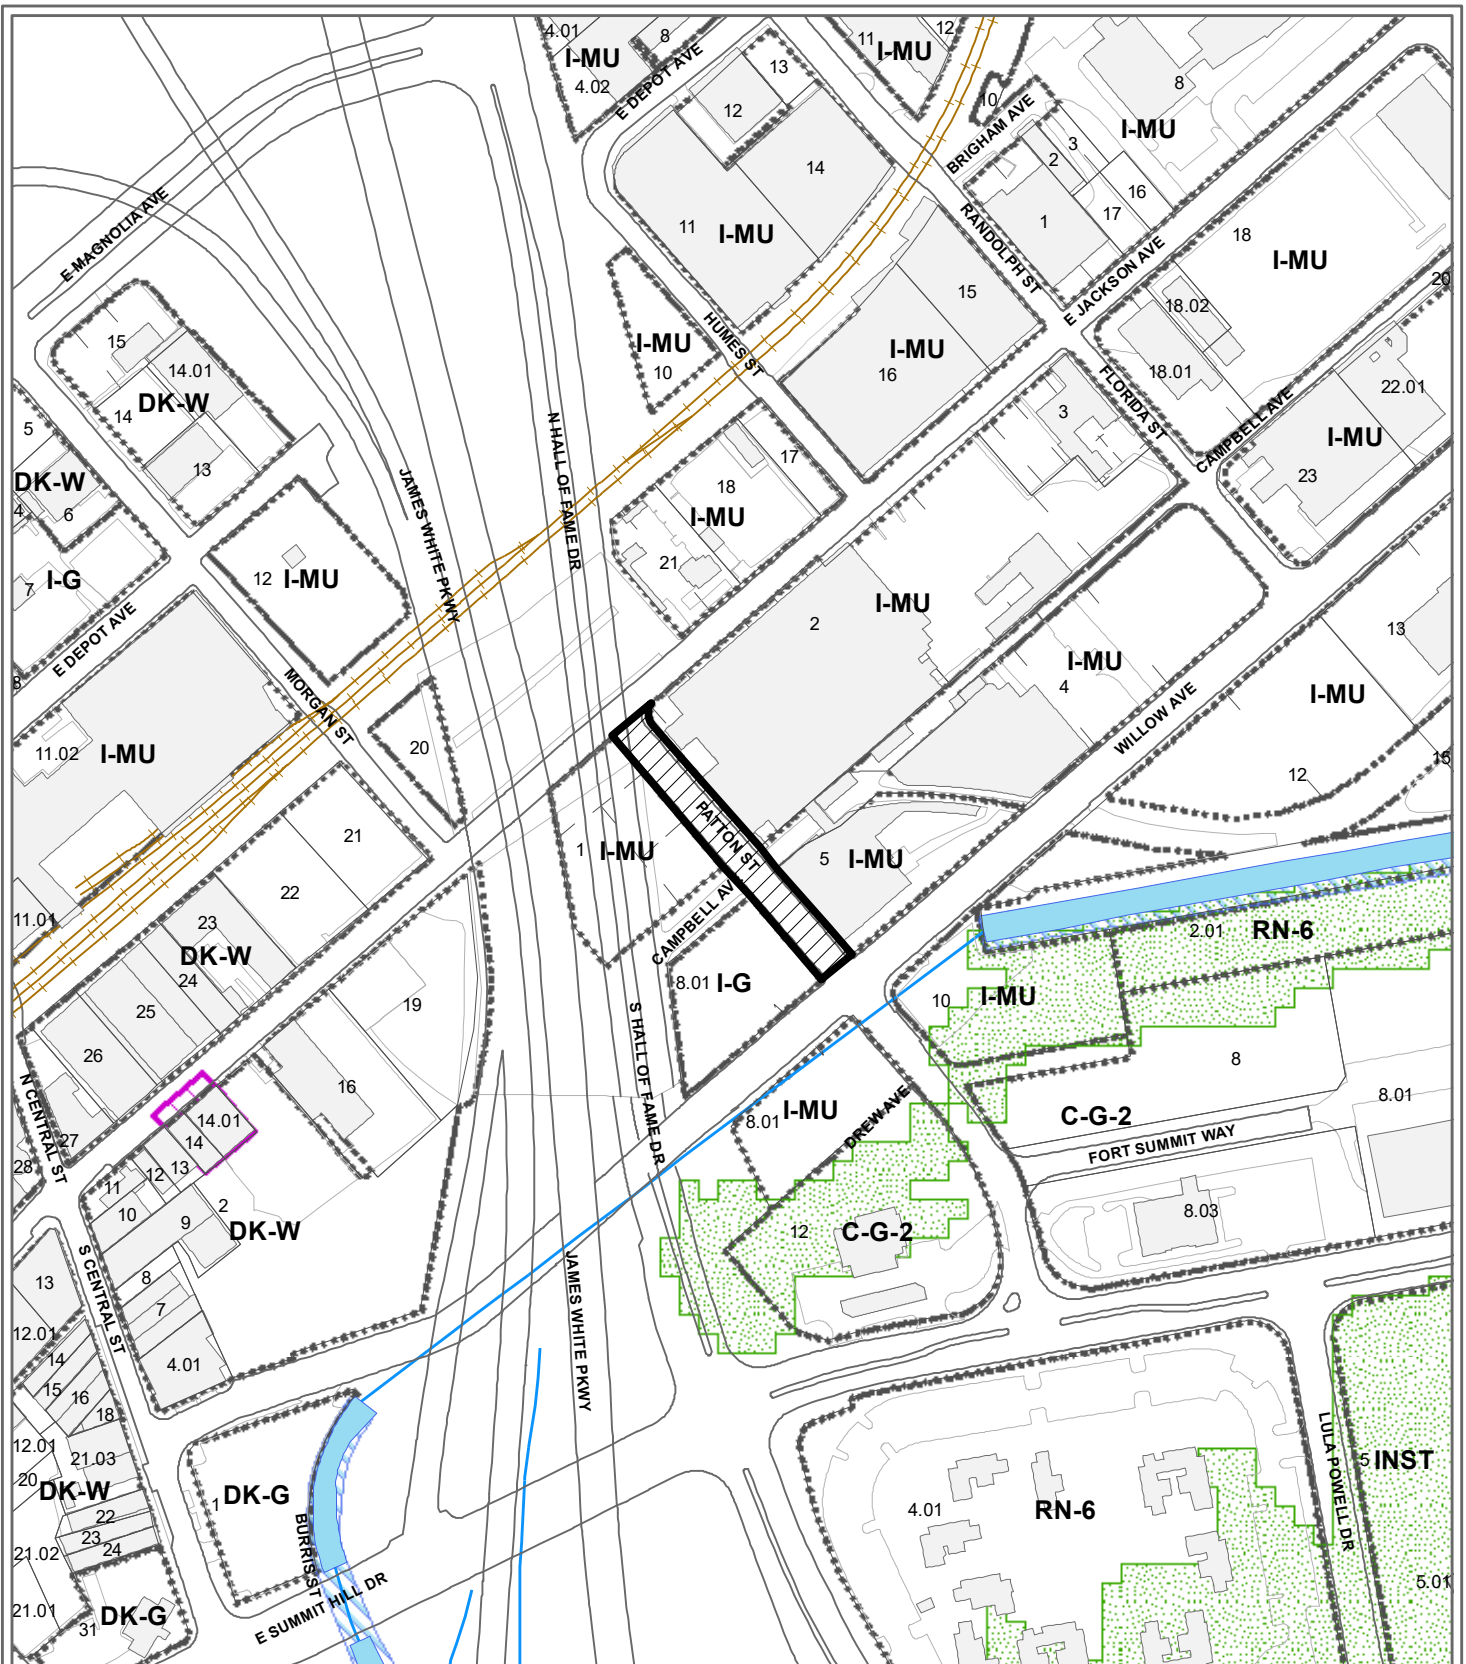 4.01
8
I-MU
4.02
E DEPOT AVE
13
12
11
I-MU
12
10
8
I-MU
BRIGHAM AVE
3
2
16
17
1
14
11
I-MU
RANDOLPH ST
E JACKSON AVE
18
I-MU
20
E MAGNOLIA AVE
15
14.01
DK-W
14
13
I-MU
10
HUMES ST
15
I-MU
16
18.02
18.01
FLORIDA ST
CAMPBELL AVE
22.01
I-MU
23
5
DK-W
4
6
I-G
7
12
I-MU
JAMES WHITE PKWY
N HALL OF FAME DR
17
18
I-MU
21
3
2
I-MU
I-MU
4
13
I-MU
WILLOW AVE
12
15
E DEPOT AVE
8
MORGAN ST
11.02
I-MU
20
21
22
1
I-MU
PATTON ST
5
I-MU
CAMPBELL AVE
11.01
23
DK-W
24
25
26
19
8.01
I-G
S HALL OF FAME DR
2.01
RN-6
10
I-MU
8
8.01
C-G-2
FORT SUMMIT WAY
8.03
N CENTRAL ST
27
28
16
14.01
14
13
12
11
10
9
2
DK-W
8
7
4.01
S CENTRAL ST
8.01
I-MU
DREW AVE
12
C-G-2
JAMES WHITE PKWY
13
12.01
14
15
16
18
12.01
21.03
20
DK-W
22
23
24
21.02
21.01
31
DK-G
1
DK-G
BURRIS ST
E SUMMIT HILL DR
4.01
RN-6
LULA POWELL DR
5
INST
5.01